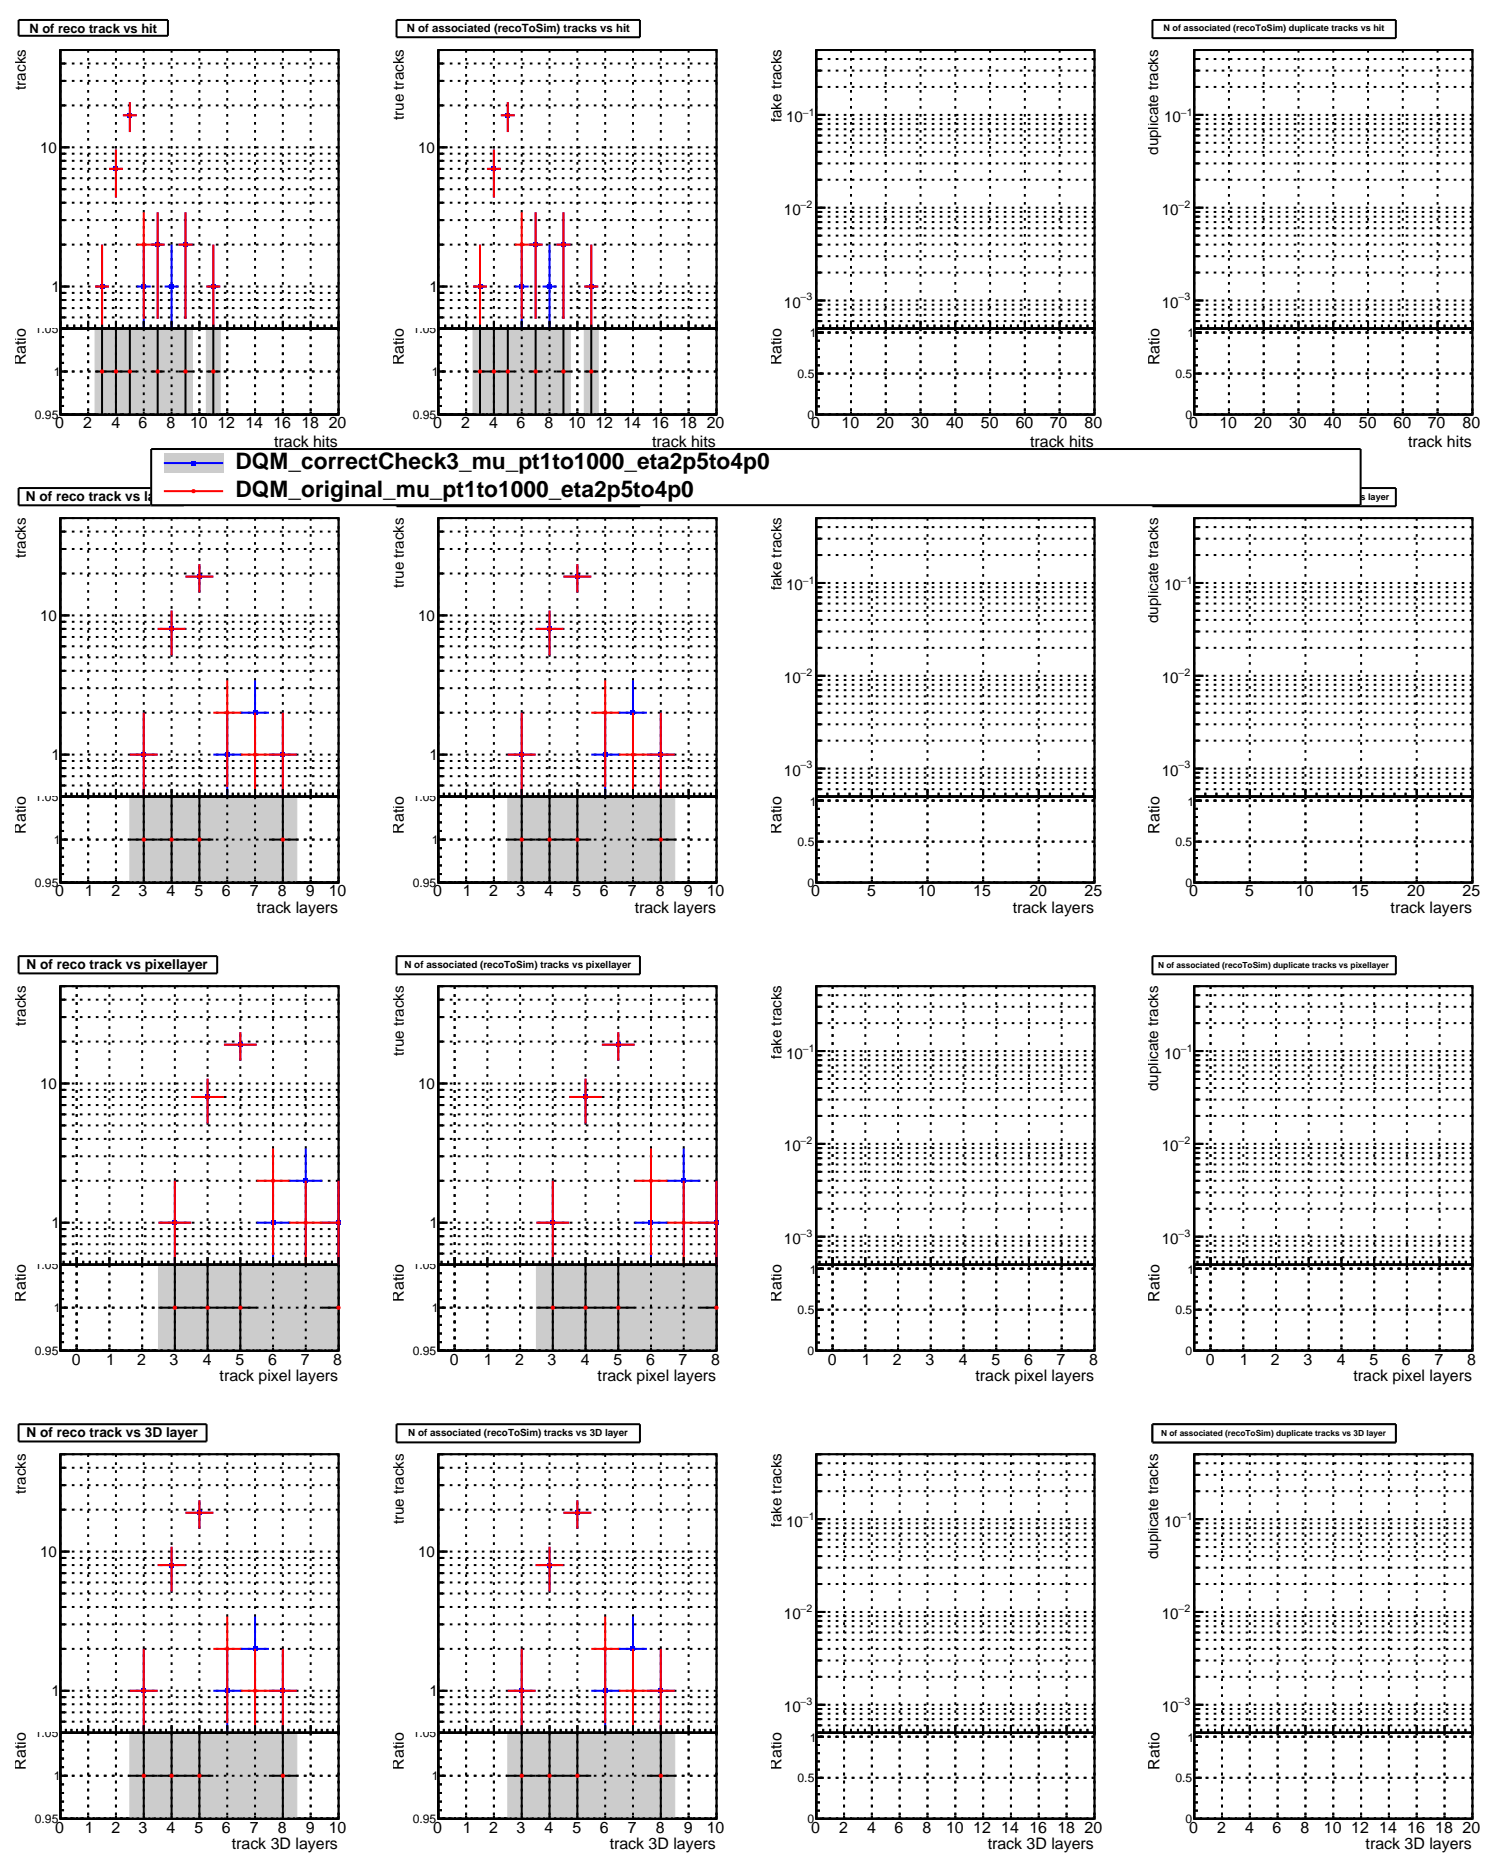 N of reco track vs hit
N of associated (recoToSim) tracks vs hit
N of associated (recoToSim) duplicate tracks vs hit
tracks
10
1
Ratio
1.05
1
0.95
0 2 4 6 8 10 12 14 16 18 20
track hits
true tracks
10
1
Ratio
1.05
1
0.95
0 2 4 6 8 10 12 14 16 18 20
track hits
fake tracks
10−1
10−2
10−3
Ratio
1
0.5
0
0 10 20 30 40 50 60 70 80
track hits
duplicate tracks
10−1
10−2
10−3
Ratio
1
0.5
0
0 10 20 30 40 50 60 70 80
track hits
DQM_correctCheck3_mu_pt1to1000_eta2p5to4p0
DQM_original_mu_pt1to1000_eta2p5to4p0
N of reco track vs
s layer
tracks
10
1
Ratio
1.05
1
0.95
0 1 2 3 4 5 6 7 8 9 10
track layers
true tracks
10
1
Ratio
1.05
1
0.95
0 1 2 3 4 5 6 7 8 9 10
track layers
fake tracks
10−1
10−2
10−3
Ratio
1
0.5
0
0 5 10 15 20 25
track layers
duplicate tracks
10−1
10−2
10−3
Ratio
1
0.5
0
0 5 10 15 20 25
track layers
N of reco track vs pixellayer
N of associated (recoToSim) tracks vs pixellayer
N of associated (recoToSim) duplicate tracks vs pixellayer
tracks
10
1
Ratio
1.05
1
0.95
0 1 2 3 4 5 6 7 8
track pixel layers
true tracks
10
1
Ratio
1.05
1
0.95
0 1 2 3 4 5 6 7 8
track pixel layers
fake tracks
10−1
10−2
10−3
Ratio
1
0.5
0
0 1 2 3 4 5 6 7 8
track pixel layers
duplicate tracks
10−1
10−2
10−3
Ratio
1
0.5
0
0 1 2 3 4 5 6 7 8
track pixel layers
N of reco track vs 3D layer
N of associated (recoToSim) tracks vs 3D layer
N of associated (recoToSim) duplicate tracks vs 3D layer
tracks
10
1
Ratio
1.05
1
0.95
0 1 2 3 4 5 6 7 8 9 10
track 3D layers
true tracks
10
1
Ratio
1.05
1
0.95
0 1 2 3 4 5 6 7 8 9 10
track 3D layers
fake tracks
10−1
10−2
10−3
Ratio
1
0.5
0
0 2 4 6 8 10 12 14 16 18 20
track 3D layers
duplicate tracks
10−1
10−2
10−3
Ratio
1
0.5
0
0 2 4 6 8 10 12 14 16 18 20
track 3D layers